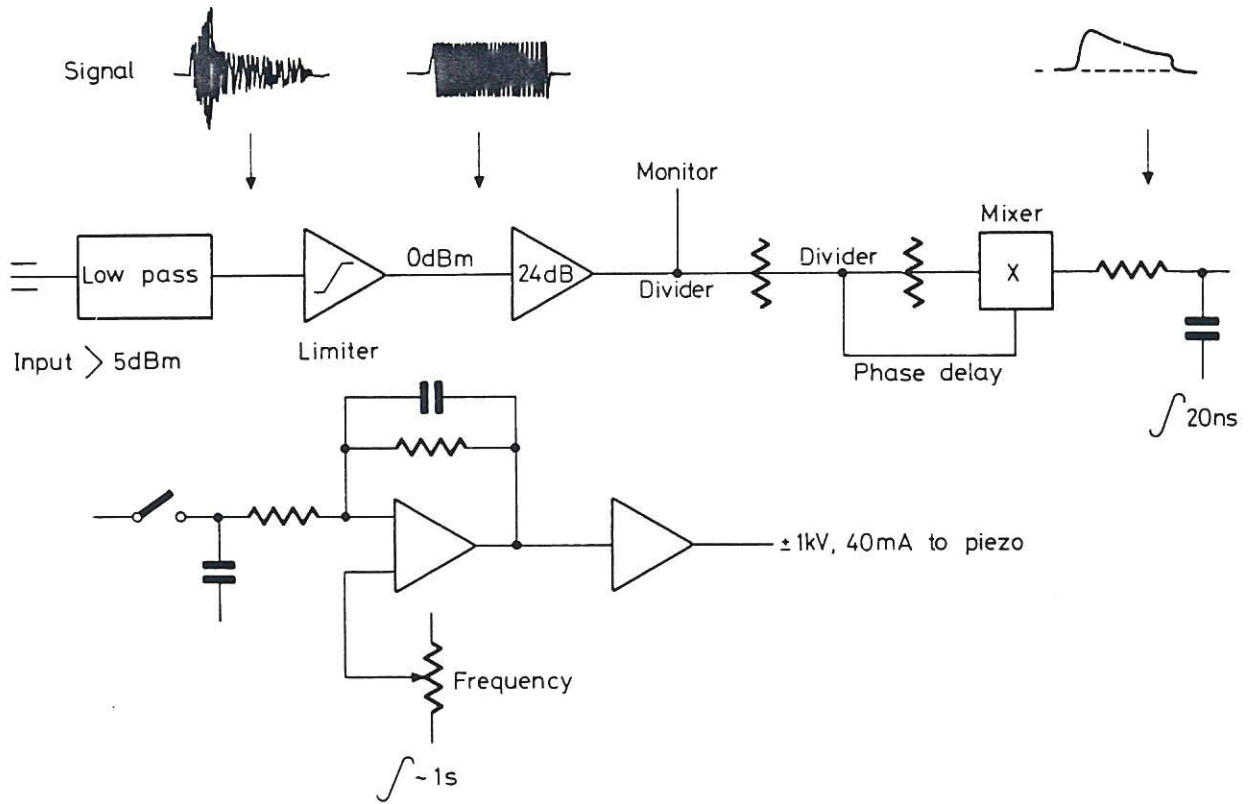 Signal
Monitor
Mixer
Low pass
0dBm
24dB
Divider
Divider
X
Input > 5dBm
Limiter
Phase delay
∫ 20ns
± 1kV, 40mA to piezo
Frequency
∫ ~ 1s